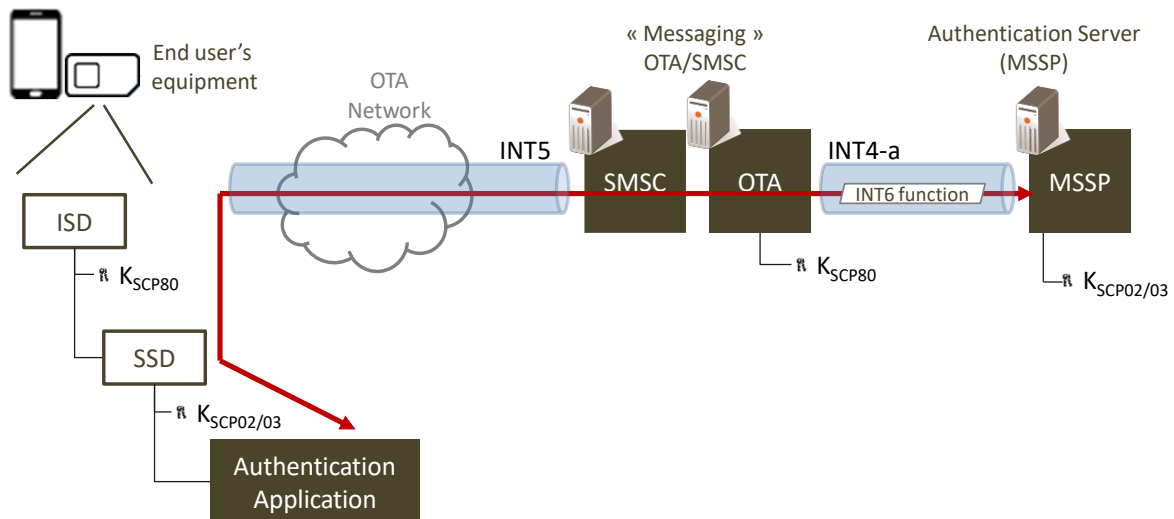 End user's
equipment
OTA
Network
« Messaging »
OTA/SMSC
Authentication Server
(MSSP)
INT5
INT4-a
SMSC
OTA
INT6 function
MSSP
ISD
KSCP80
KSCP80
KSCP02/03
SSD
KSCP02/03
Authentication
Application